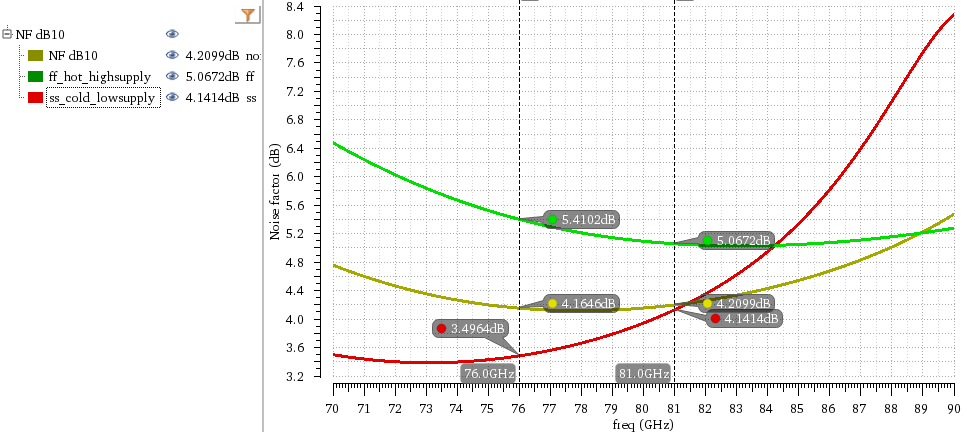 NF dB10
NF dB10 4.2099dB no
ff_hot_highsupply 5.0672dB ff
ss_cold_lowsupply 4.1414dB ss
Noise factor (dB)
8.4
8.0
7.6
7.2
6.8
6.4
6.0
5.6
5.2
4.8
4.4
4.0
3.6
3.2
5.4102dB
5.0672dB
4.1646dB
4.2099dB
4.1414dB
3.4964dB
76.0GHz 81.0GHz
70 71 72 73 74 75 76 77 78 79 80 81 82 83 84 85 86 87 88 89 90
freq (GHz)